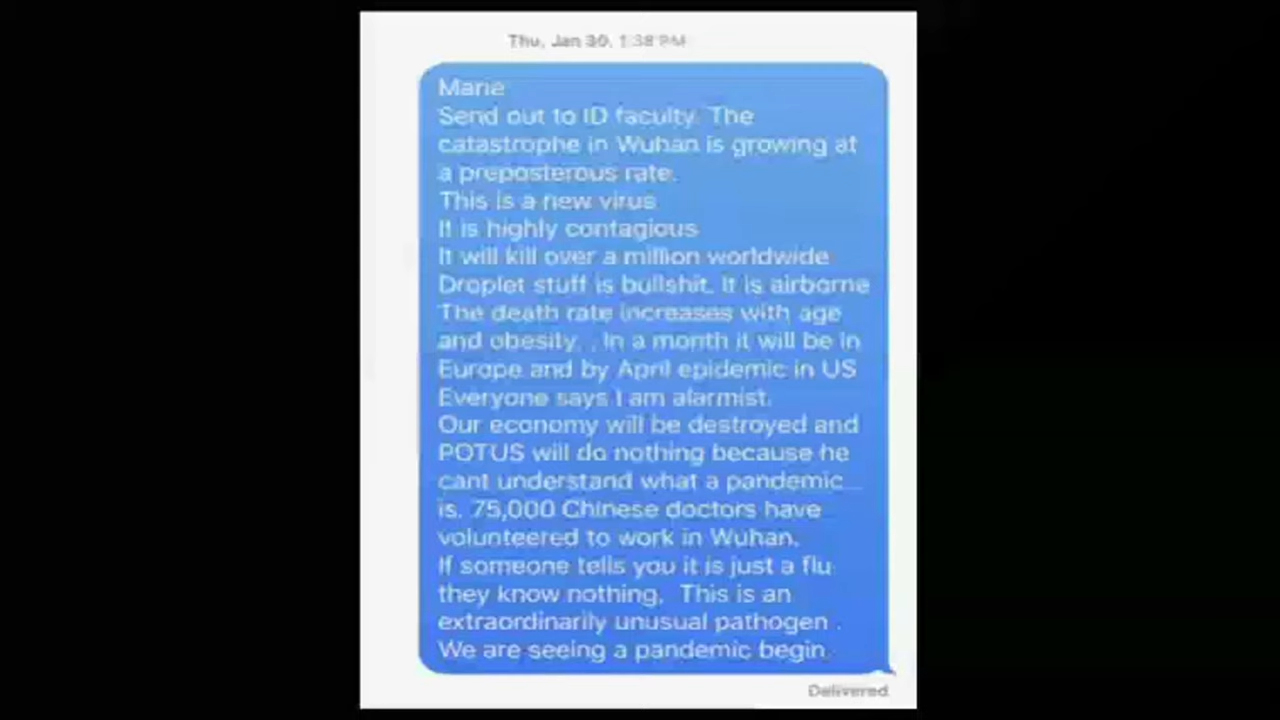 Thu, Jan 30, 1:38 PM
Marie
Send out to ID faculty. The
catastrophe in Wuhan is growing at
a preposterous rate.
This is a new virus
It is highly contagious
It will kill over a million worldwide
Droplet stuff is bullshit. It is airborne
The death rate increases with age
and obesity. . In a month it will be in
Europe and by April epidemic in US
Everyone says I am alarmist.
Our economy will be destroyed and
POTUS will do nothing because he
cant understand what a pandemic
is. 75,000 Chinese doctors have
volunteered to work in Wuhan.
If someone tells you it is just a flu
they know nothing. This is an
extraordinarily unusual pathogen .
We are seeing a pandemic begin.
Delivered